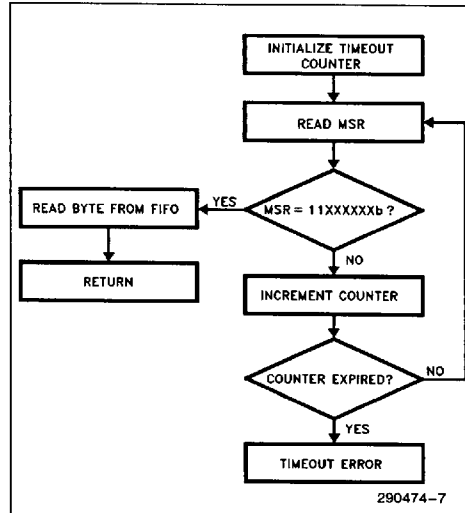 INITIALIZE TIMEOUT
COUNTER
READ MSR
MSR = 11XXXXXXb ?
YES
READ BYTE FROM FIFO
RETURN
NO
INCREMENT COUNTER
COUNTER EXPIRED?
NO
YES
TIMEOUT ERROR
290474-7